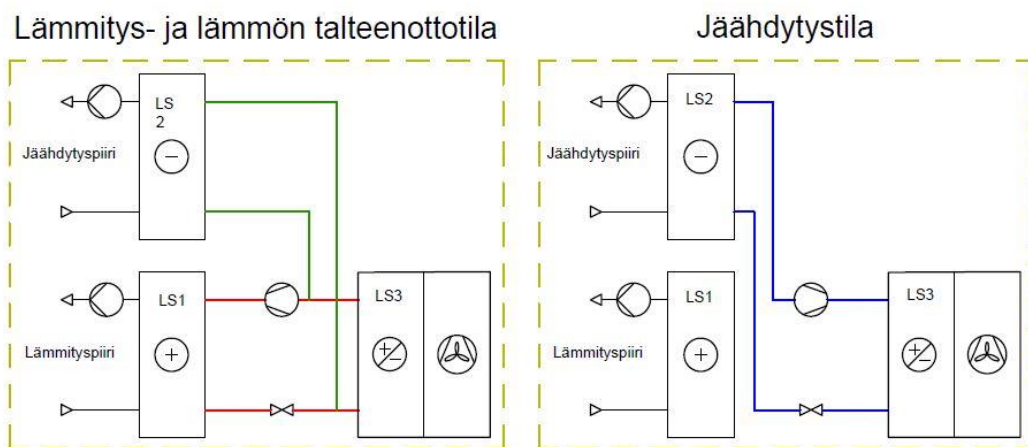 Lämmitys- ja lämmön talteenottotila
Jäähdytystila
LS
2
Jäähdytyspiiri
LS1
Lämmityspiiri
LS3
LS2
Jäähdytyspiiri
LS1
Lämmityspiiri
LS3